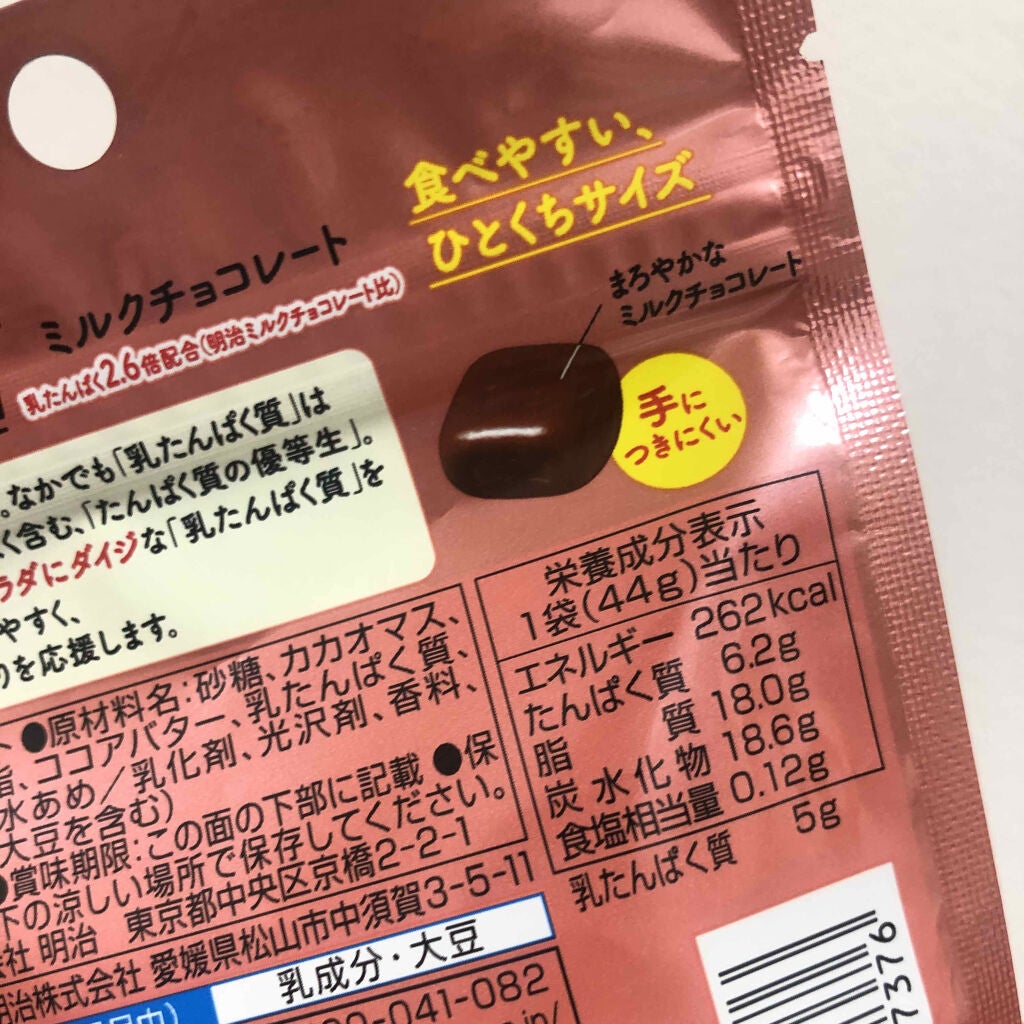 食べやすい、
ひとくちサイズ
ミルクチョコレート
乳たんぱく2.6倍配合(明治ミルクチョコレート比)
まろやかな
ミルクチョコレート
手に
つきにくい
。なかでも「乳たんぱく質」は
く含む、「たんぱく質の優等生」。
ラダにダイジな「乳たんぱく質」を
やすく、
を応援します。
●原材料名:砂糖、カカオマス、
脂、ココアバター、乳たんぱく質、
水あめ/乳化剤、光沢剤、香料、
大豆を含む)
●賞味期限:この面の下部に記載 ●保
下の涼しい場所で保存してください。
会社 明治 東京都中央区京橋2-2-1
明治株式会社 愛媛県松山市中須賀3-5-11
乳成分・大豆
-041-082
栄養成分表示
1袋(44g)当たり
エネルギー 262kcal
たんぱく質 6.2g
脂質 18.0g
炭水化物 18.6g
食塩相当量 0.12g
乳たんぱく質 5g
7376